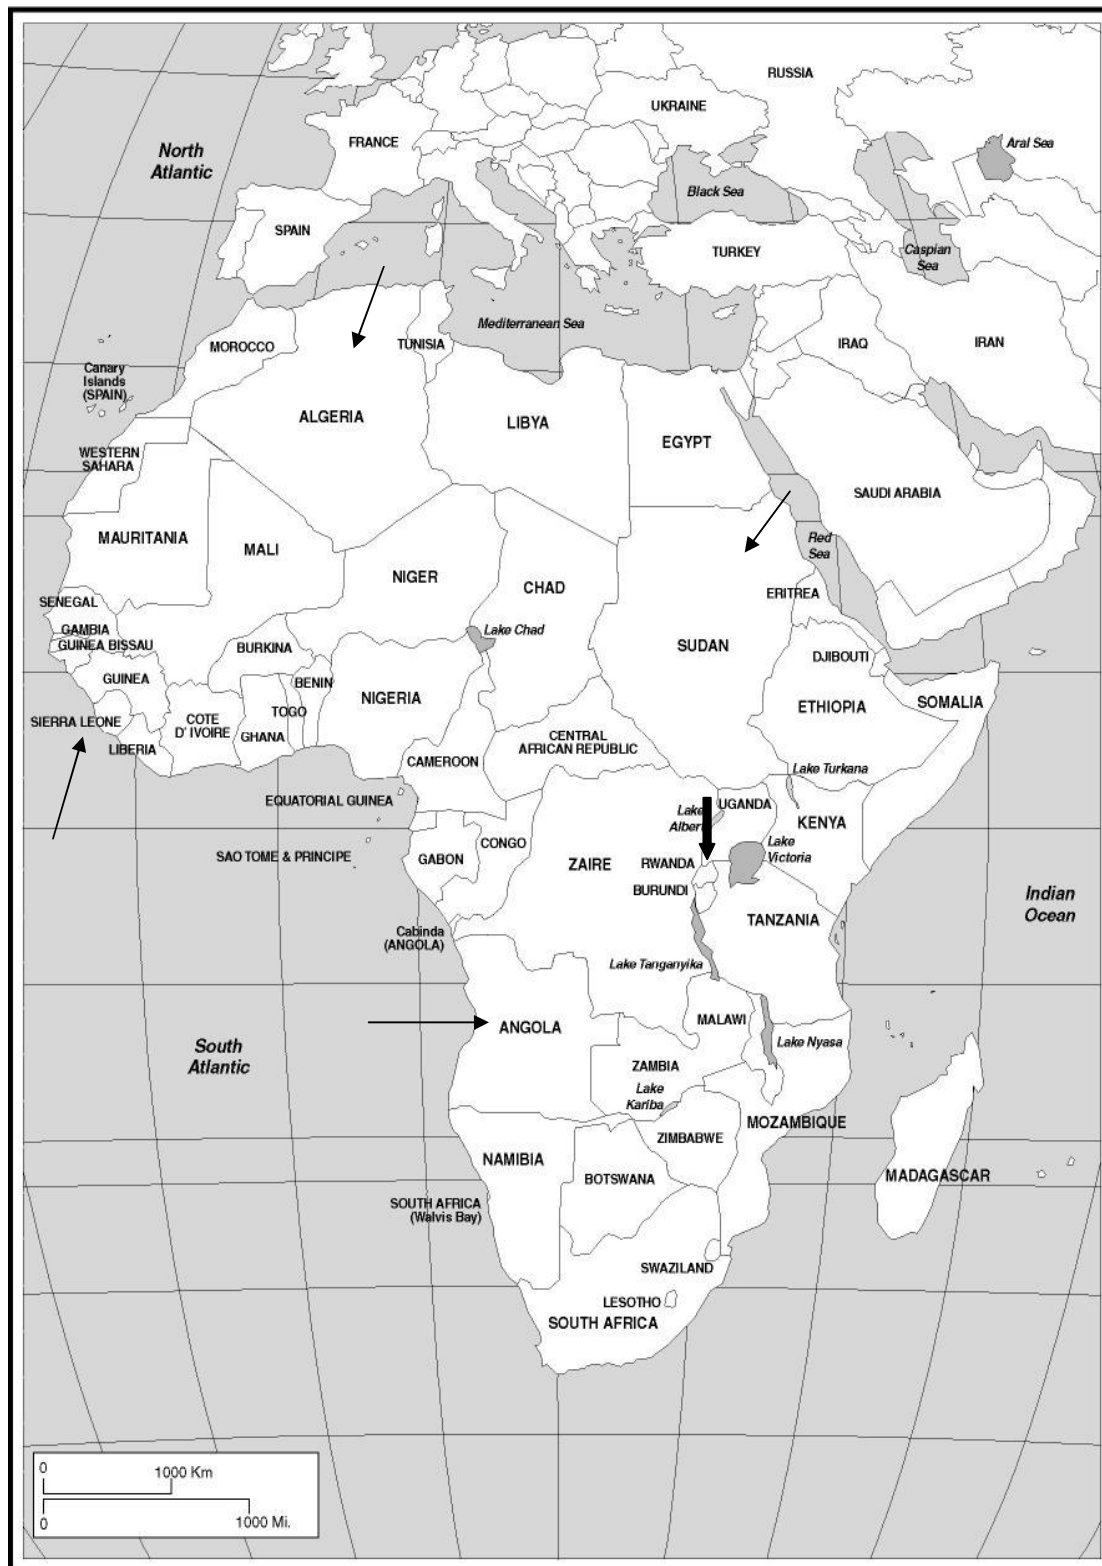 RUSSIA
UKRAINE
Aral Sea
FRANCE
North
Atlantic
Black Sea
SPAIN
TURKEY
Caspian
Sea
Mediterranean Sea
MOROCCO
TUNISIA
IRAQ
IRAN
Canary
Islands
(SPAIN)
ALGERIA
LIBYA
EGYPT
WESTERN
SAHARA
SAUDI ARABIA
MAURITANIA
MALI
Red
Sea
NIGER
CHAD
ERITREA
SENEGAL
GAMBIA
Lake Chad
GUINEA BISSAU
BURKINA
SUDAN
DJIBOUTI
GUINEA
BENIN
NIGERIA
ETHIOPIA
SOMALIA
SIERRA LEONE
COTE
D' IVOIRE
TOGO
GHANA
LIBERIA
CENTRAL
AFRICAN REPUBLIC
CAMEROON
Lake Turkana
EQUATORIAL GUINEA
Lake
Albert
UGANDA
KENYA
CONGO
Lake
Victoria
SAO TOME & PRINCIPE
GABON
ZAIRE
RWANDA
BURUNDI
Indian
Ocean
TANZANIA
Cabinda
(ANGOLA)
Lake Tanganyika
ANGOLA
MALAWI
Lake Nyasa
South
Atlantic
ZAMBIA
Lake
Kariba
MOZAMBIQUE
ZIMBABWE
NAMIBIA
BOTSWANA
MADAGASCAR
SOUTH AFRICA
(Walvis Bay)
SWAZILAND
LESOTHO
SOUTH AFRICA
0
1000 Km
0
1000 Mi.